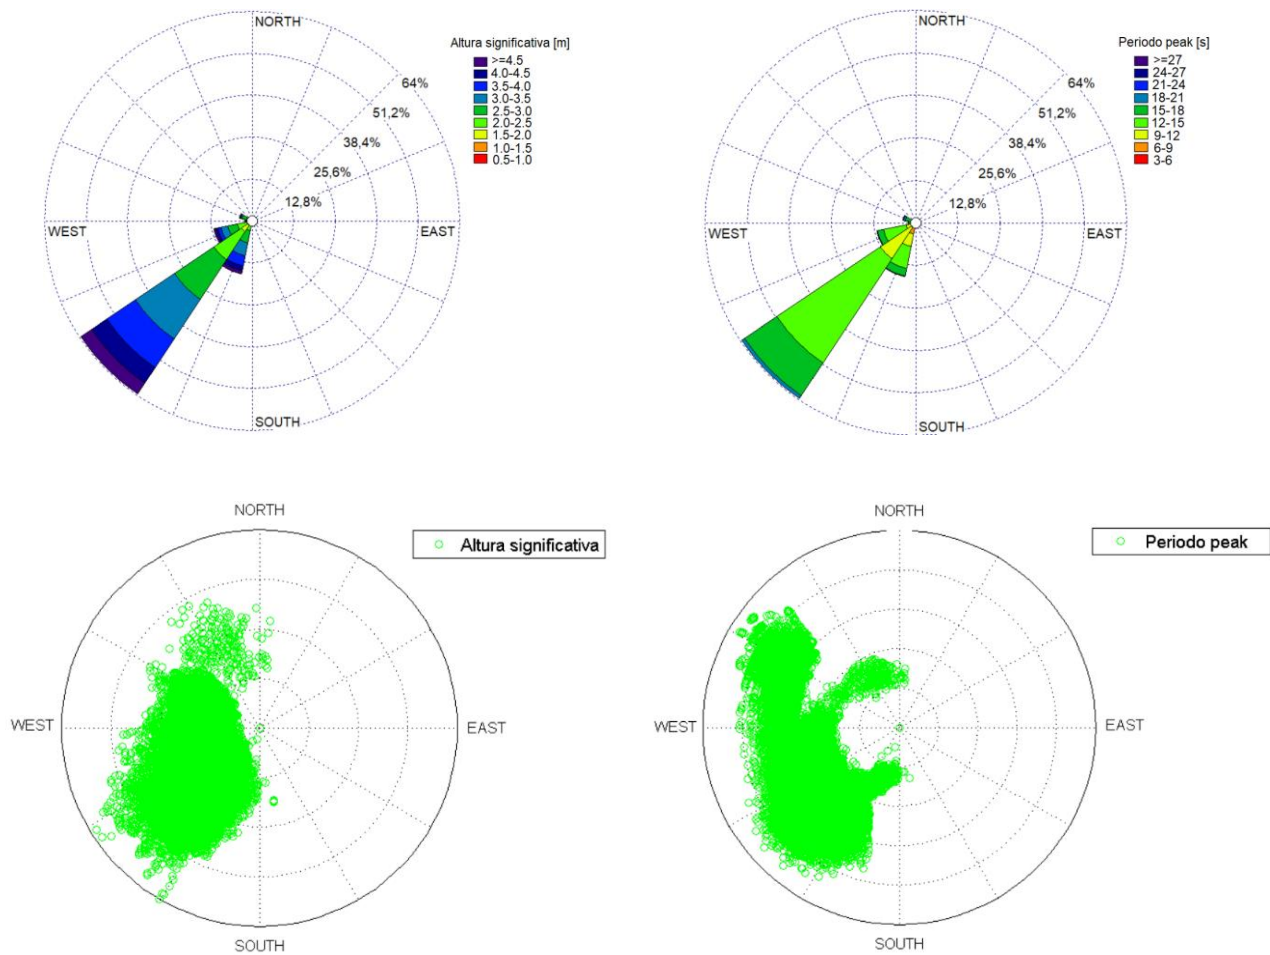 NORTH
Altura significativa [m]
>=4.5
4.0-4.5
3.5-4.0
3.0-3.5
2.5-3.0
2.0-2.5
1.5-2.0
1.0-1.5
0.5-1.0
64%
51,2%
38,4%
25,6%
12,8%
WEST
EAST
SOUTH
NORTH
Periodo peak [s]
>=27
24-27
21-24
18-21
15-18
12-15
9-12
6-9
3-6
64%
51,2%
38,4%
25,6%
12,8%
WEST
EAST
SOUTH
NORTH
Altura significativa
WEST
EAST
SOUTH
NORTH
Periodo peak
WEST
EAST
SOUTH